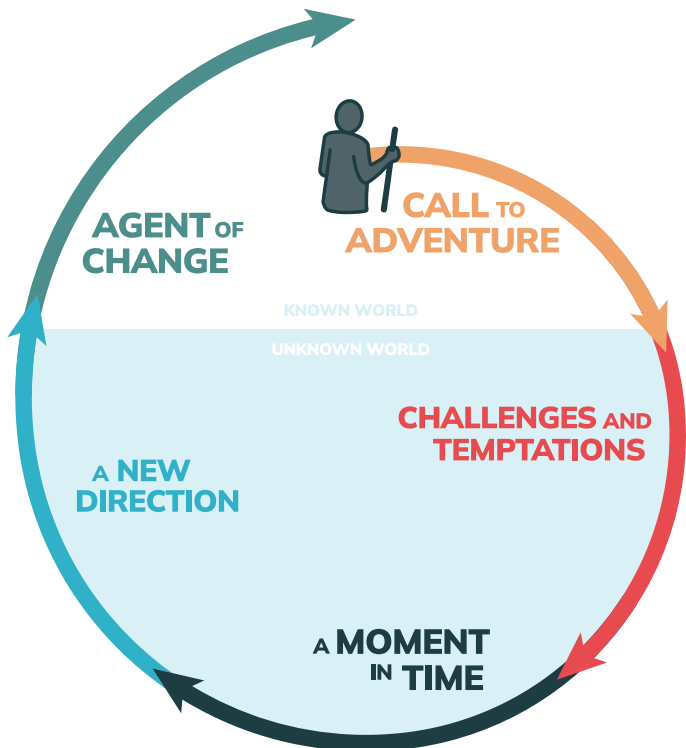 CALL TO
ADVENTURE
AGENT OF
CHANGE
KNOWN WORLD
UNKNOWN WORLD
CHALLENGES AND
TEMPTATIONS
A NEW
DIRECTION
A MOMENT
IN TIME